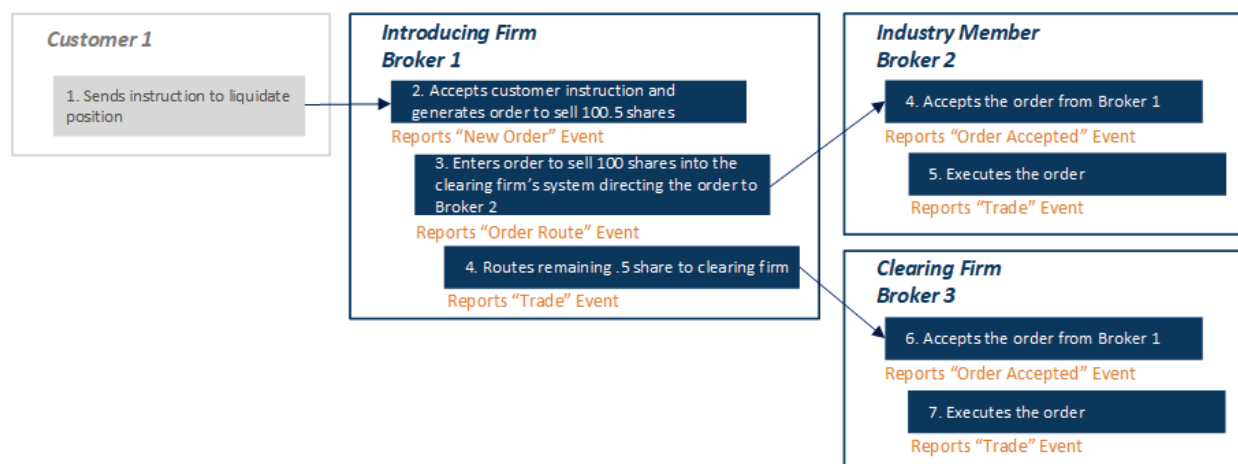 Customer 1
1. Sends instruction to liquidate
position
Introducing Firm
Broker 1
2. Accepts customer instruction and
generates order to sell 100.5 shares
Reports “New Order” Event
3. Enters order to sell 100 shares into the
clearing firm’s system directing the order to
Broker 2
Reports “Order Route” Event
4. Routes remaining .5 share to clearing firm
Reports “Trade” Event
Industry Member
Broker 2
4. Accepts the order from Broker 1
Reports “Order Accepted” Event
5. Executes the order
Reports “Trade” Event
Clearing Firm
Broker 3
6. Accepts the order from Broker 1
Reports “Order Accepted” Event
7. Executes the order
Reports “Trade” Event